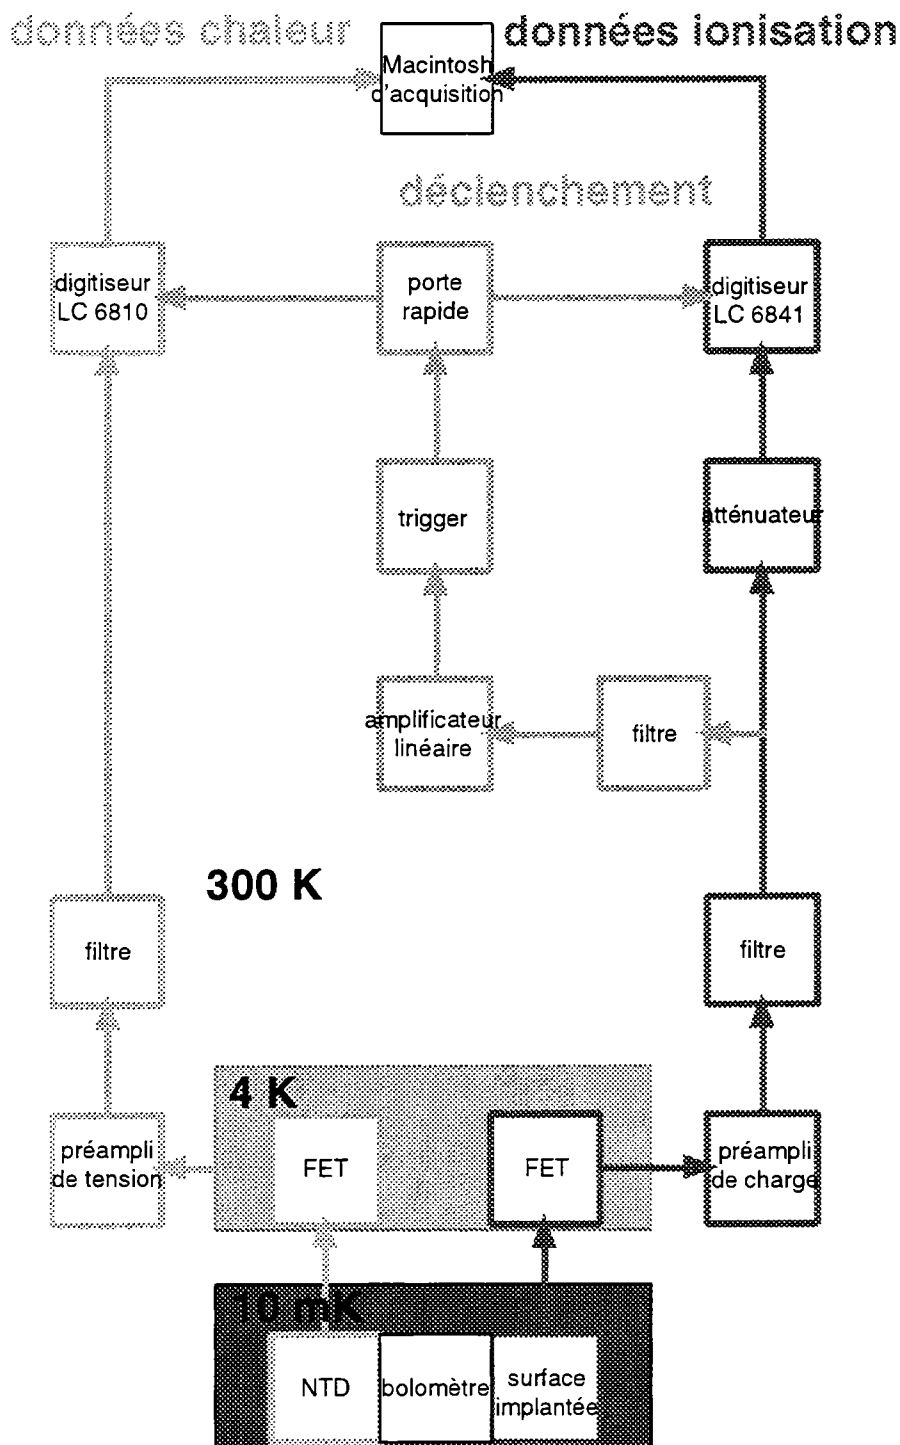 données chaleur
Macintosh
d'acquisition
données ionisation
déclenchement
digitiseur
LC 6810
porte
rapide
digitiseur
LC 6841
trigger
atténuateur
amplificateur
linéaire
filtre
300 K
filtre
filtre
4 K
préampli
de tension
FET
FET
préampli
de charge
10 mK
NTD
bolomètre
surface
implantée